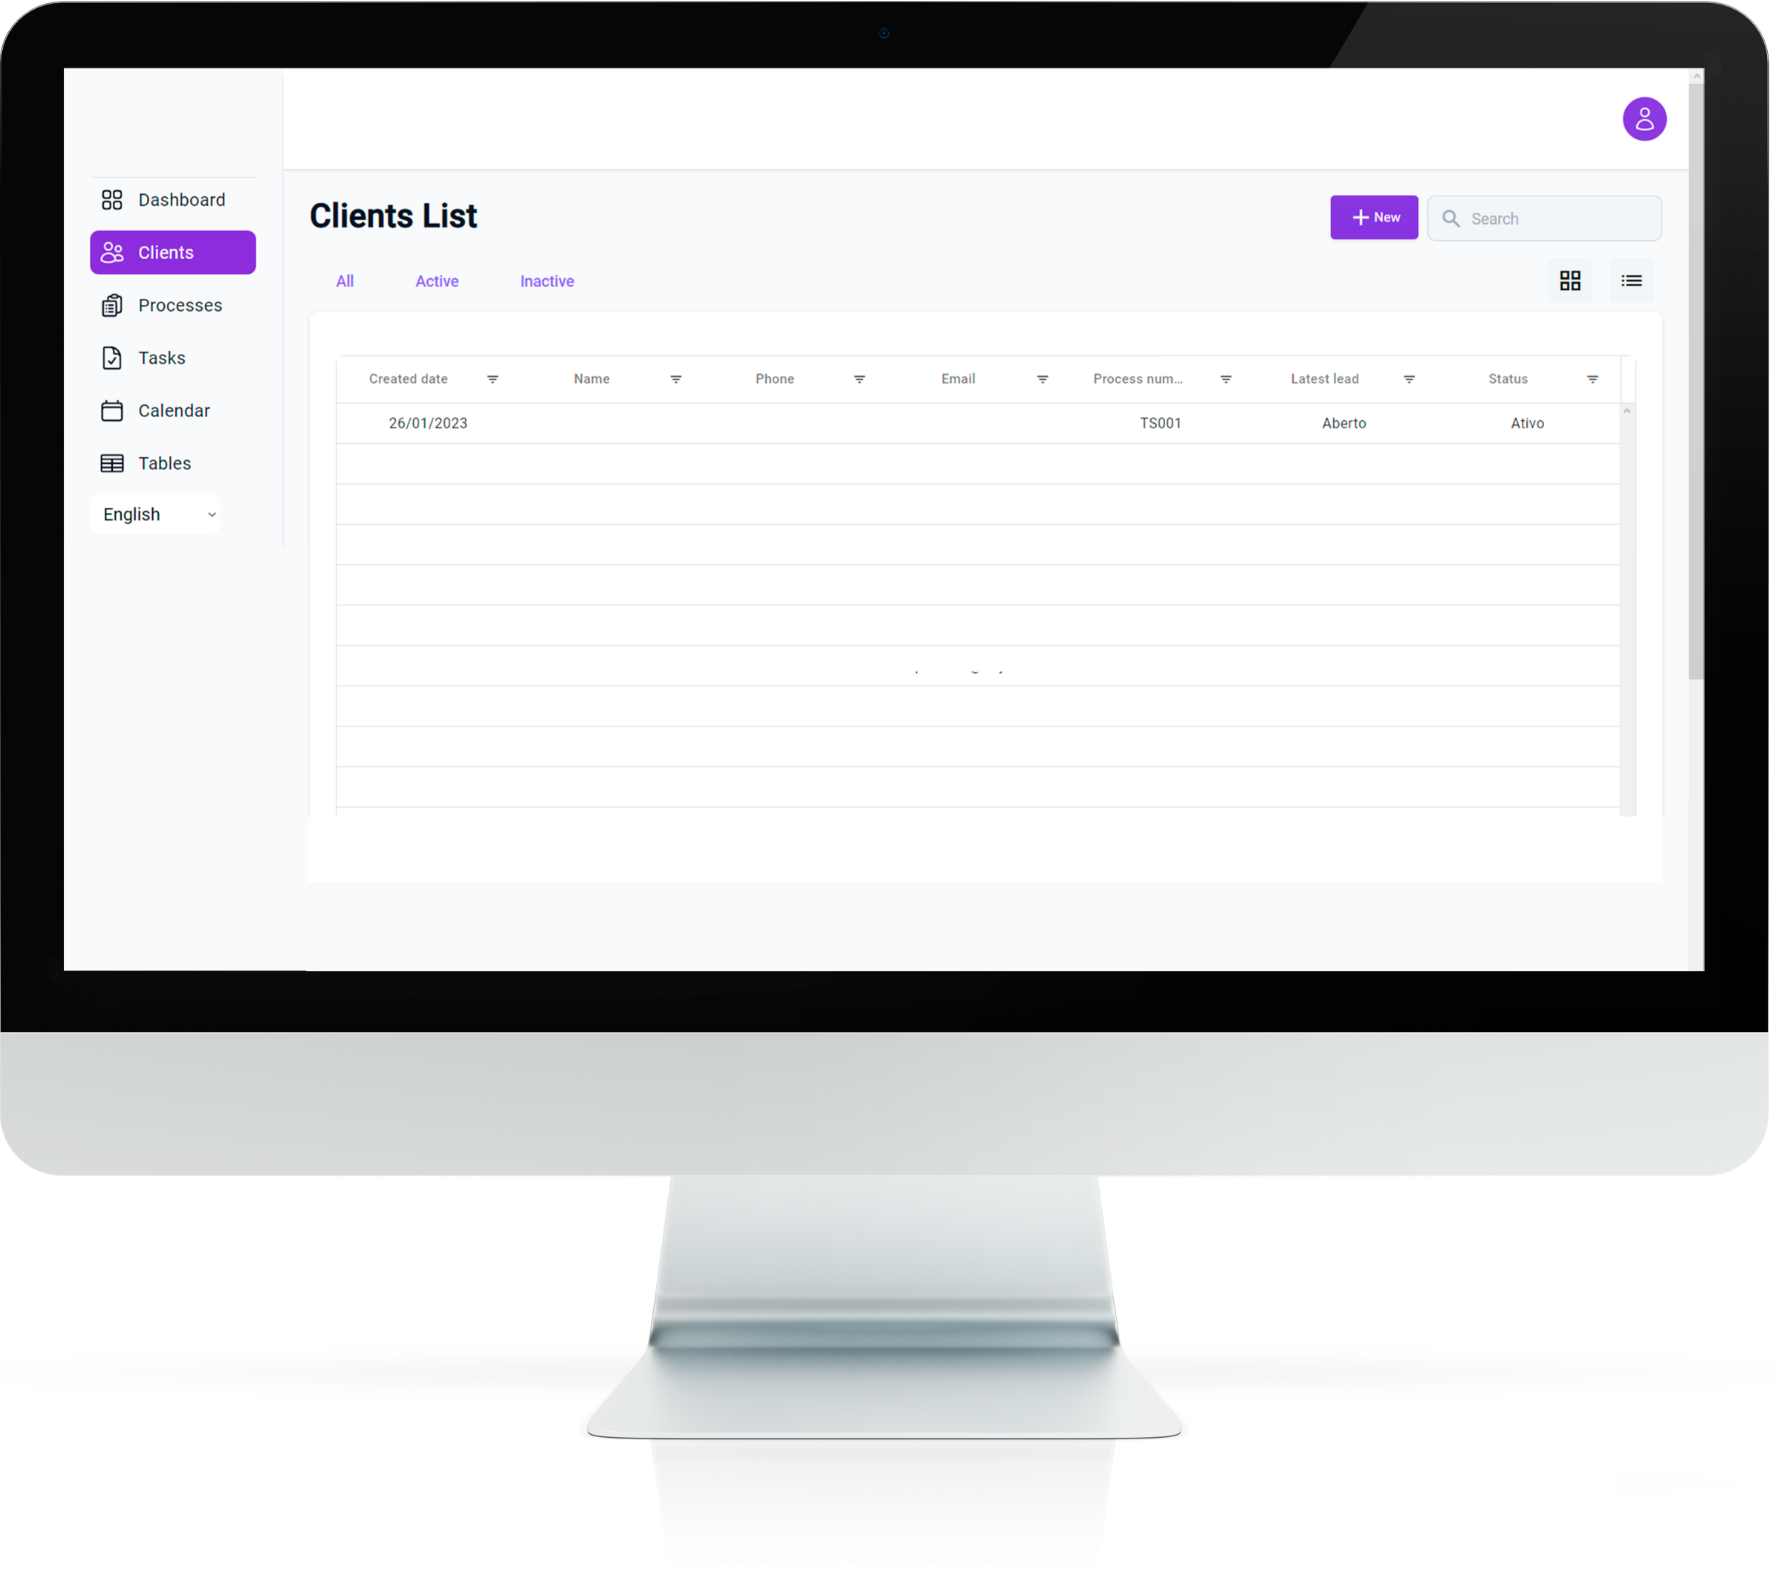 Dashboard
Clients
Processes
Tasks
Calendar
Tables
English
Clients List
New
Search
All Active Inactive
Created date Name Phone Email Process num... Latest lead Status
26/01/2023 TS001 Aberto Ativo